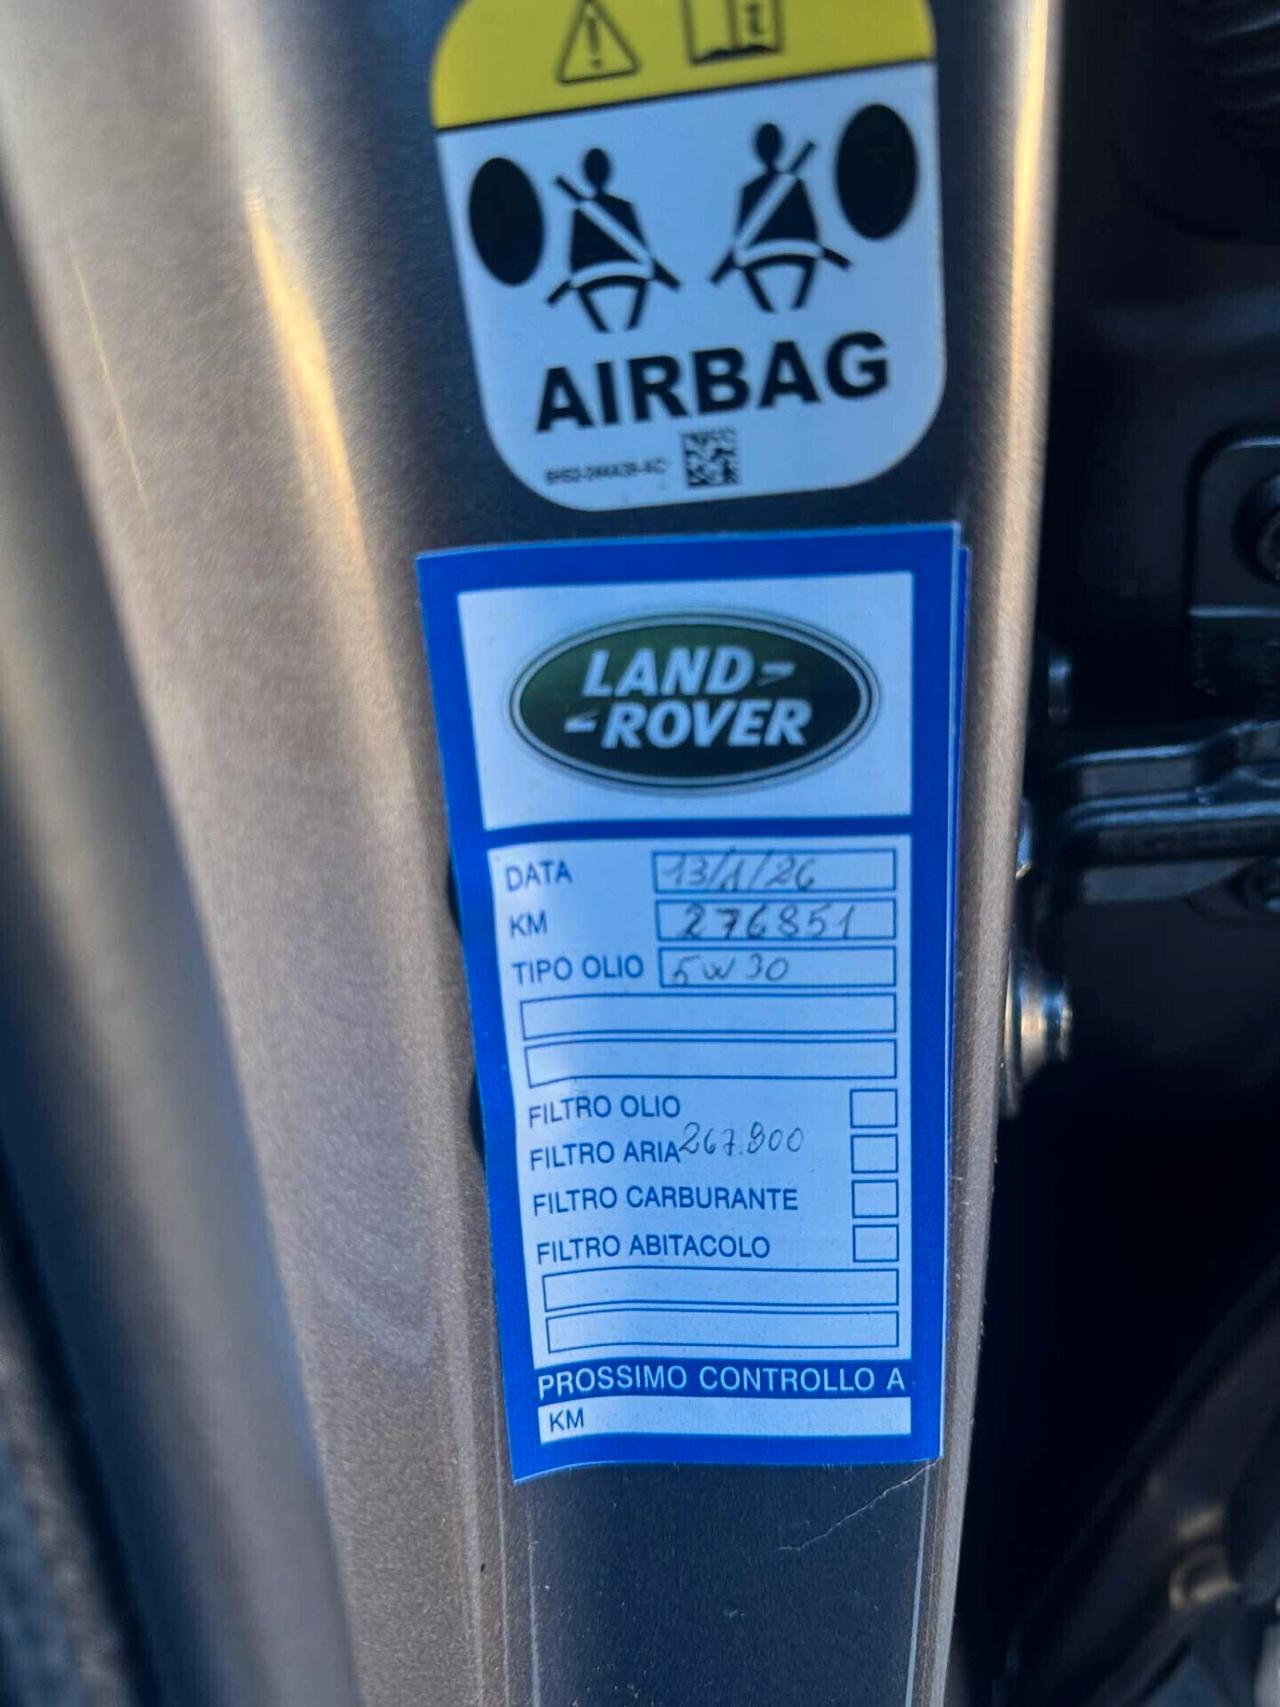 AIRBAG
LAND-
-ROVER
DATA 13/1/26
KM 276851
TIPO OLIO 5W30
FILTRO OLIO
FILTRO ARIA 267.900
FILTRO CARBURANTE
FILTRO ABITACOLO
PROSSIMO CONTROLLO A
KM